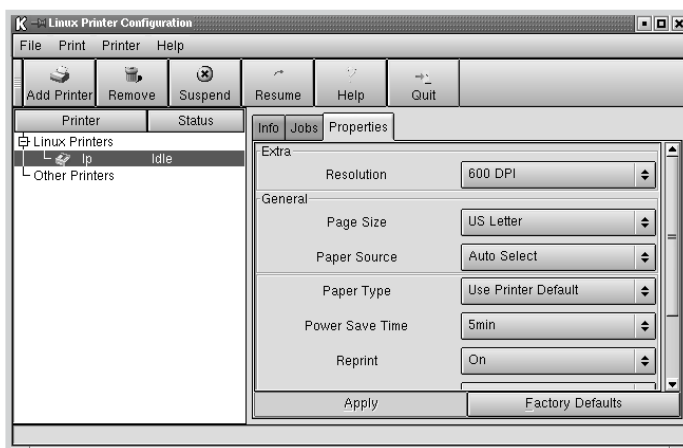 K Linux Printer Configuration
File Print Printer Help
Add Printer Remove Suspend Resume Help Quit
Printer Status
Linux Printers
lp Idle
Other Printers
Info Jobs Properties
Extra
Resolution 600 DPI
General
Page Size US Letter
Paper Source Auto Select
Paper Type Use Printer Default
Power Save Time 5min
Reprint On
Apply Factory Defaults